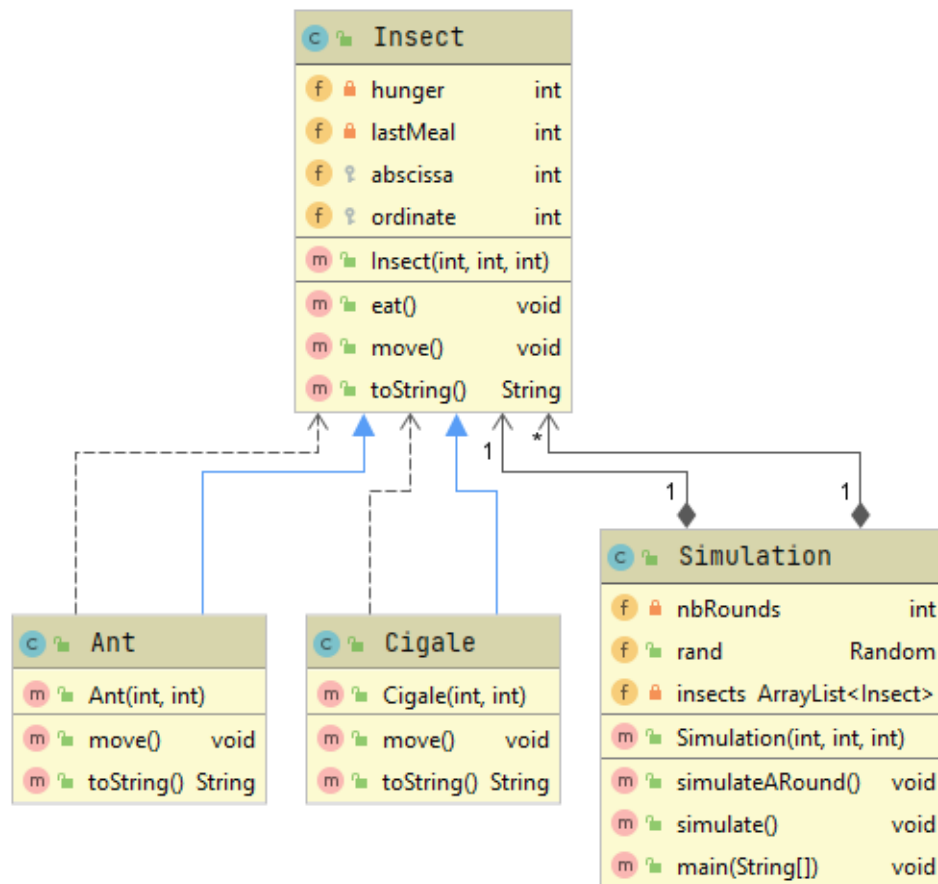 C Insect
f hunger int
f lastMeal int
f abscissa int
f ordinate int
m Insect(int, int, int)
m eat() void
m move() void
m toString() String
1 *
1 1
C Simulation
f nbRounds int
f rand Random
f insects ArrayList<Insect>
m Simulation(int, int, int)
m simulateARound() void
m simulate() void
m main(String[]) void
C Ant
m Ant(int, int)
m move() void
m toString() String
C Cigale
m Cigale(int, int)
m move() void
m toString() String